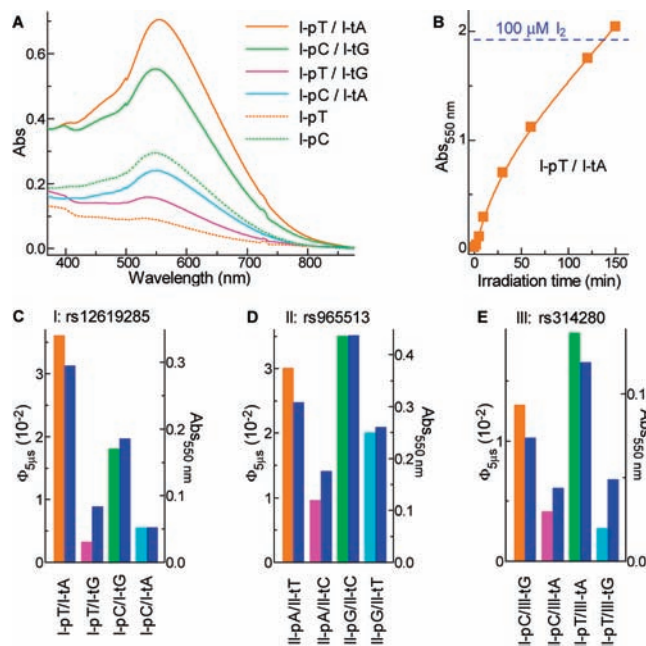 A
Abs
0.6
0.4
0.2
0.0
400 500 600 700 800
Wavelength (nm)
I-pT / I-tA
I-pC / I-tG
I-pT / I-tG
I-pC / I-tA
I-pT
I-pC
B
100 μM I2
Abs550 nm
2
1
0
I-pT / I-tA
0 50 100 150
Irradiation time (min)
C I: rs12619285
Φ5μs (10-2)
3
2
1
0
0.3
0.2
0.1
0.0
Abs550 nm
I-pT/I-tA
I-pT/I-tG
I-pC/I-tG
I-pC/I-tA
D II: rs965513
Φ5μs (10-2)
3
2
1
0
0.4
0.3
0.2
0.1
0.0
Abs550 nm
II-pA/II-tT
II-pA/II-tC
II-pG/II-tC
II-pG/II-tT
E III: rs314280
Φ5μs (10-2)
1
0
0.1
0.0
Abs550 nm
I-pC/III-tG
I-pC/III-tA
I-pT/III-tA
I-pT/III-tG